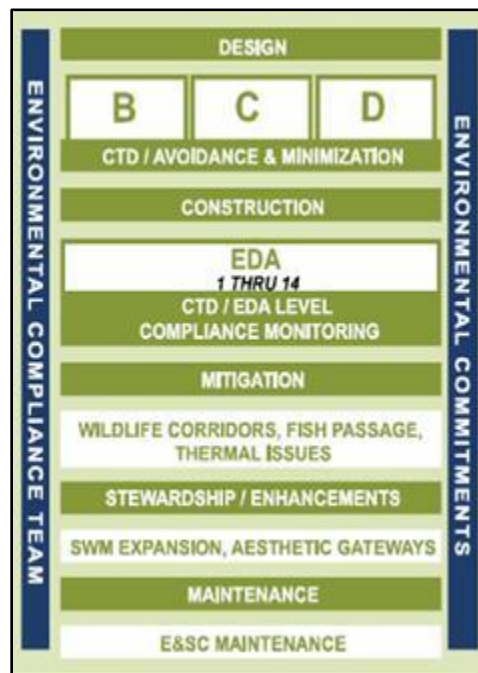 ENVIRONMENTAL COMPLIANCE TEAM
DESIGN
B C D
CTD / AVOIDANCE & MINIMIZATION
CONSTRUCTION
EDA
1 THRU 14
CTD / EDA LEVEL
COMPLIANCE MONITORING
MITIGATION
WILDLIFE CORRIDORS, FISH PASSAGE,
THERMAL ISSUES
STEWARDSHIP / ENHANCEMENTS
SWM EXPANSION, AESTHETIC GATEWAYS
MAINTENANCE
E&SC MAINTENANCE
ENVIRONMENTAL COMMITMENTS